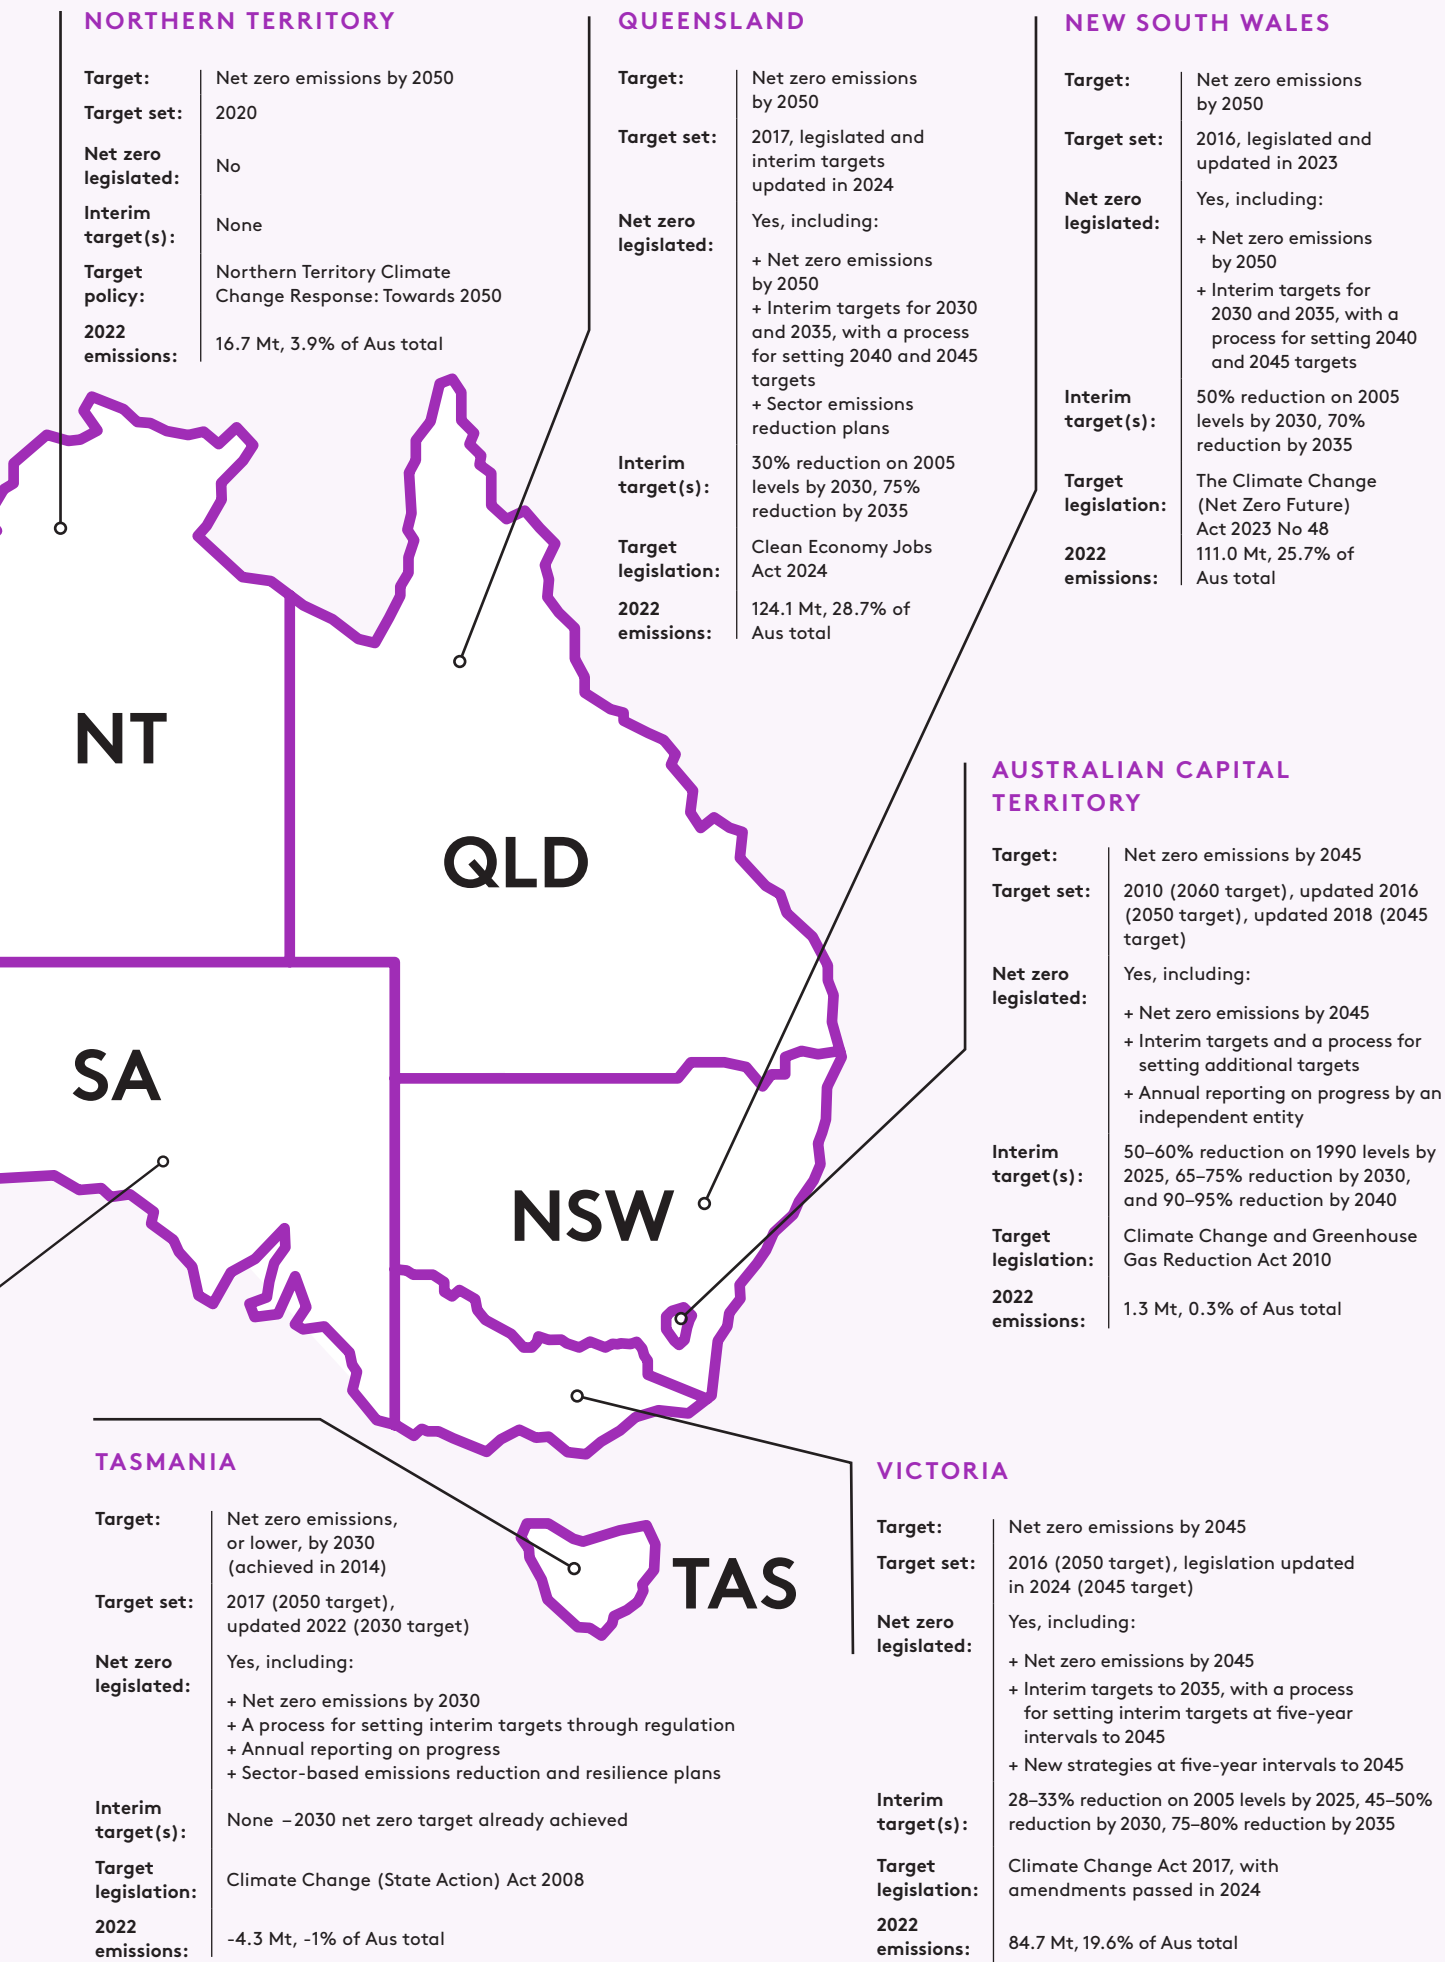 NORTHERN TERRITORY
Target: Net zero emissions by 2050
Target set: 2020
Net zero
legislated: No
Interim
target(s): None
Target Northern Territory Climate
policy: Change Response: Towards 2050
2022
emissions: 16.7 Mt, 3.9% of Aus total
QUEENSLAND
Target: Net zero emissions
by 2050
Target set: 2017, legislated and
interim targets
updated in 2024
Net zero Yes, including:
legislated:
+ Net zero emissions
by 2050
+ Interim targets for 2030
and 2035, with a process
for setting 2040 and 2045
targets
+ Sector emissions
reduction plans
Interim 30% reduction on 2005
target(s): levels by 2030, 75%
reduction by 2035
Target Clean Economy Jobs
legislation: Act 2024
2022 124.1 Mt, 28.7% of
emissions: Aus total
NEW SOUTH WALES
Target: Net zero emissions
by 2050
Target set: 2016, legislated and
updated in 2023
Net zero Yes, including:
legislated:
+ Net zero emissions
by 2050
+ Interim targets for
2030 and 2035, with a
process for setting 2040
and 2045 targets
Interim 50% reduction on 2005
target(s): levels by 2030, 70%
reduction by 2035
Target The Climate Change
legislation: (Net Zero Future)
Act 2023 No 48
2022 111.0 Mt, 25.7% of
emissions: Aus total
NT
QLD
SA
NSW
AUSTRALIAN CAPITAL
TERRITORY
Target: Net zero emissions by 2045
Target set: 2010 (2060 target), updated 2016
(2050 target), updated 2018 (2045
target)
Net zero Yes, including:
legislated:
+ Net zero emissions by 2045
+ Interim targets and a process for
setting additional targets
+ Annual reporting on progress by an
independent entity
Interim 50–60% reduction on 1990 levels by
target(s): 2025, 65–75% reduction by 2030,
and 90–95% reduction by 2040
Target Climate Change and Greenhouse
legislation: Gas Reduction Act 2010
2022
emissions: 1.3 Mt, 0.3% of Aus total
TASMANIA
Target: Net zero emissions,
or lower, by 2030
(achieved in 2014)
Target set: 2017 (2050 target),
updated 2022 (2030 target)
Net zero Yes, including:
legislated:
+ Net zero emissions by 2030
+ A process for setting interim targets through regulation
+ Annual reporting on progress
+ Sector-based emissions reduction and resilience plans
Interim
target(s): None – 2030 net zero target already achieved
Target
legislation: Climate Change (State Action) Act 2008
2022
emissions: -4.3 Mt, -1% of Aus total
TAS
VICTORIA
Target: Net zero emissions by 2045
Target set: 2016 (2050 target), legislation updated
in 2024 (2045 target)
Net zero Yes, including:
legislated:
+ Net zero emissions by 2045
+ Interim targets to 2035, with a process
for setting interim targets at five-year
intervals to 2045
+ New strategies at five-year intervals to 2045
Interim 28–33% reduction on 2005 levels by 2025, 45–50%
target(s): reduction by 2030, 75–80% reduction by 2035
Target Climate Change Act 2017, with
legislation: amendments passed in 2024
2022
emissions: 84.7 Mt, 19.6% of Aus total